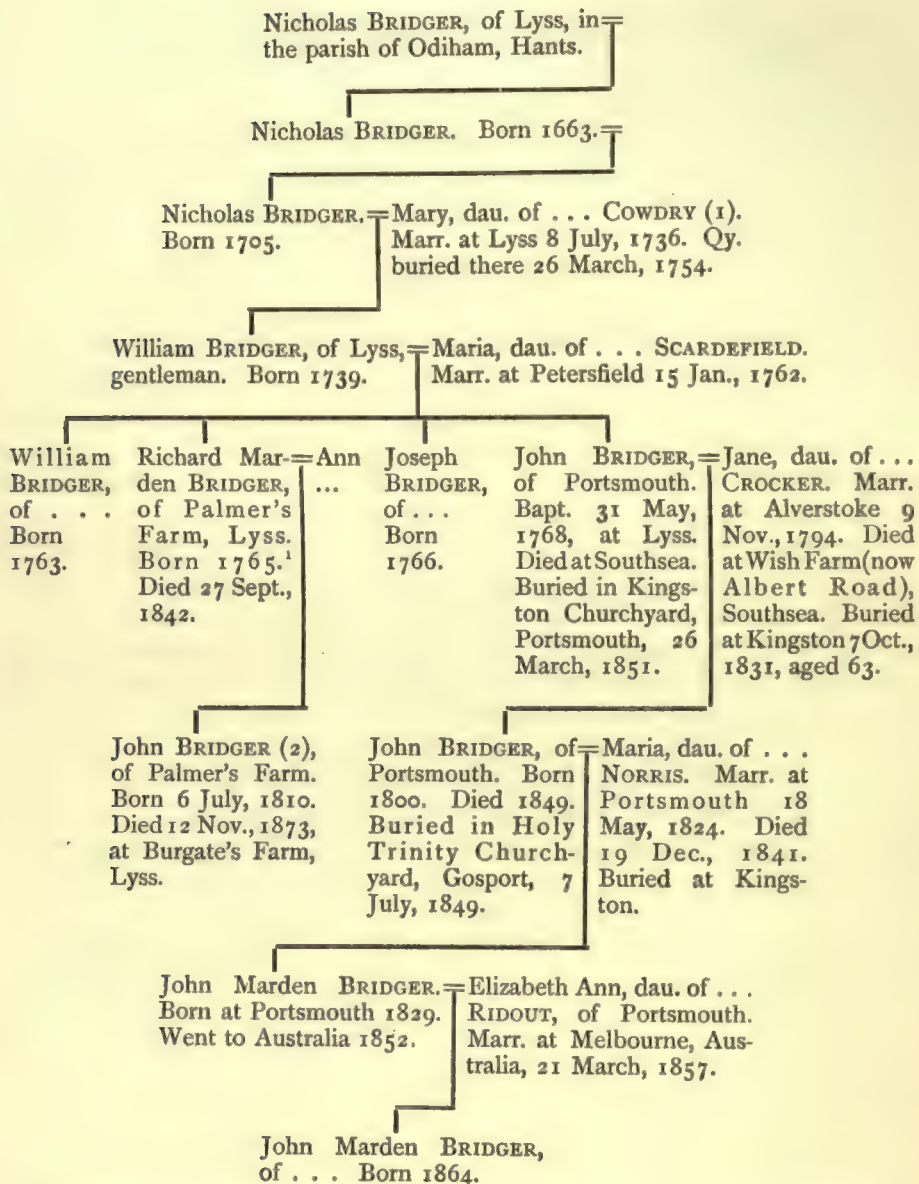 Nicholas BRIDGER, of Lyss, in=
the parish of Odiham, Hants.
Nicholas BRIDGER. Born 1663.=
Nicholas BRIDGER.=
Born 1705.
Mary, dau. of ... COWDRY (1).
Marr. at Lyss 8 July, 1736. Qy.
buried there 26 March, 1754.
William BRIDGER, of Lyss,=
gentleman. Born 1739.
Maria, dau. of ... SCARDEFIELD.
Marr. at Petersfield 15 Jan., 1762.
William
BRIDGER,
of ...
Born
1763.
Richard Mar-=
den BRIDGER,
of Palmer's
Farm, Lyss.
Born 1765.¹
Died 27 Sept.,
1842.
Ann
...
Joseph
BRIDGER,
of ...
Born
1766.
John BRIDGER,=
of Portsmouth.
Bapt. 31 May,
1768, at Lyss.
Died at Southsea.
Buried in Kings-
ton Churchyard,
Portsmouth, 26
March, 1851.
Jane, dau. of ...
CROCKER. Marr.
at Alverstoke 9
Nov., 1794. Died
at Wish Farm (now
Albert Road),
Southsea. Buried
at Kingston 7 Oct.,
1831, aged 63.
John BRIDGER (2),
of Palmer's Farm.
Born 6 July, 1810.
Died 12 Nov., 1873,
at Burgate's Farm,
Lyss.
John BRIDGER, of=
Portsmouth. Born
1800. Died 1849.
Buried in Holy
Trinity Church-
yard, Gosport, 7
July, 1849.
Maria, dau. of ...
NORRIS. Marr. at
Portsmouth 18
May, 1824. Died
19 Dec., 1841.
Buried at Kings-
ton.
John Marden BRIDGER.=
Born at Portsmouth 1829.
Went to Australia 1852.
Elizabeth Ann, dau. of ...
RIDOUT, of Portsmouth.
Marr. at Melbourne, Aus-
tralia, 21 March, 1857.
John Marden BRIDGER,
of ... Born 1864.